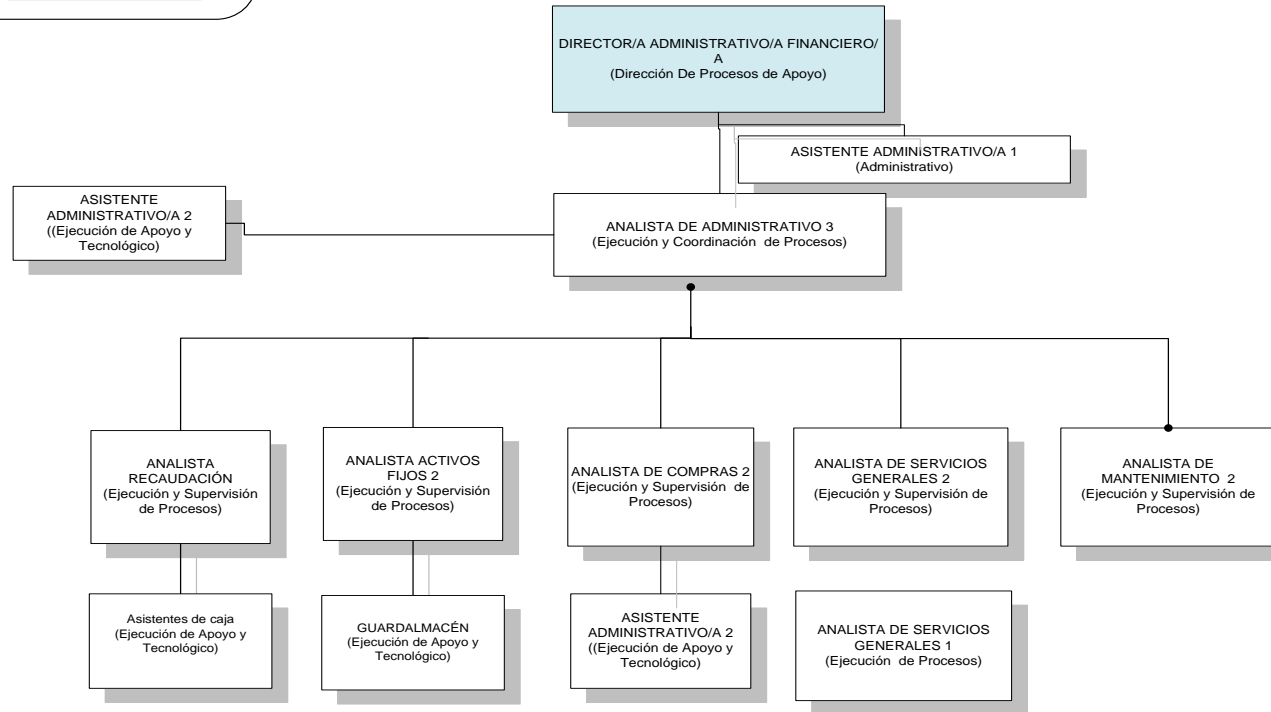 DIRECTOR/A ADMINISTRATIVO/A FINANCIERO/
A
(Dirección De Procesos de Apoyo)
ASISTENTE ADMINISTRATIVO/A 1
(Administrativo)
ASISTENTE
ADMINISTRATIVO/A 2
((Ejecución de Apoyo y
Tecnológico)
ANALISTA DE ADMINISTRATIVO 3
(Ejecución y Coordinación de Procesos)
ANALISTA
RECAUDACIÓN
(Ejecución y Supervisión
de Procesos)
ANALISTA ACTIVOS
FIJOS 2
(Ejecución y Supervisión
de Procesos)
ANALISTA DE COMPRAS 2
(Ejecución y Supervisión de
Procesos)
ANALISTA DE SERVICIOS
GENERALES 2
(Ejecución y Supervisión de
Procesos)
ANALISTA DE
MANTENIMIENTO 2
(Ejecución y Supervisión de
Procesos)
Asistentes de caja
(Ejecución de Apoyo y
Tecnológico)
GUARDALMACÉN
(Ejecución de Apoyo y
Tecnológico)
ASISTENTE
ADMINISTRATIVO/A 2
((Ejecución de Apoyo y
Tecnológico)
ANALISTA DE SERVICIOS
GENERALES 1
(Ejecución de Procesos)